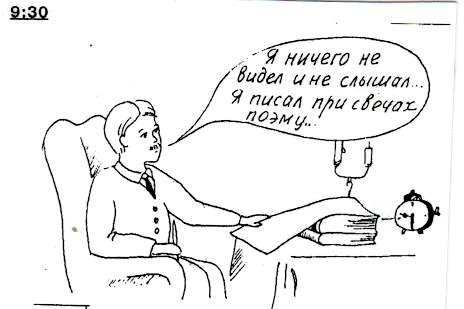 9:30
Я ничего не
видел и не слышал...
Я писал при свечах
поэму...